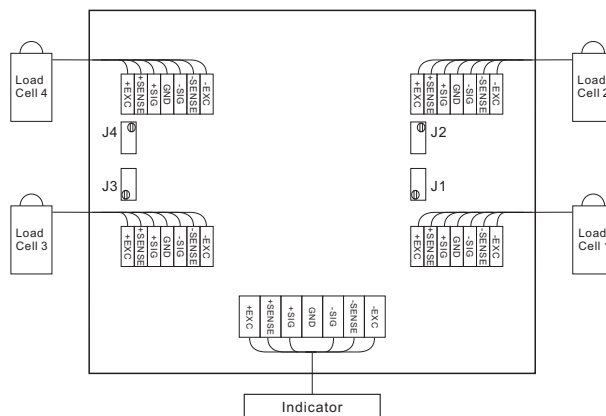 Load
Cell 4
+EXC
+SENSE
+SIG
GND
-SIG
-SENSE
-EXC
+EXC
+SENSE
+SIG
GND
-SIG
-SENSE
-EXC
Load
Cell 2
J4
J2
J3
J1
Load
Cell 3
+EXC
+SENSE
+SIG
GND
-SIG
-SENSE
-EXC
+EXC
+SENSE
+SIG
GND
-SIG
-SENSE
-EXC
Load
Cell 1
+EXC
+SENSE
+SIG
GND
-SIG
-SENSE
-EXC
Indicator